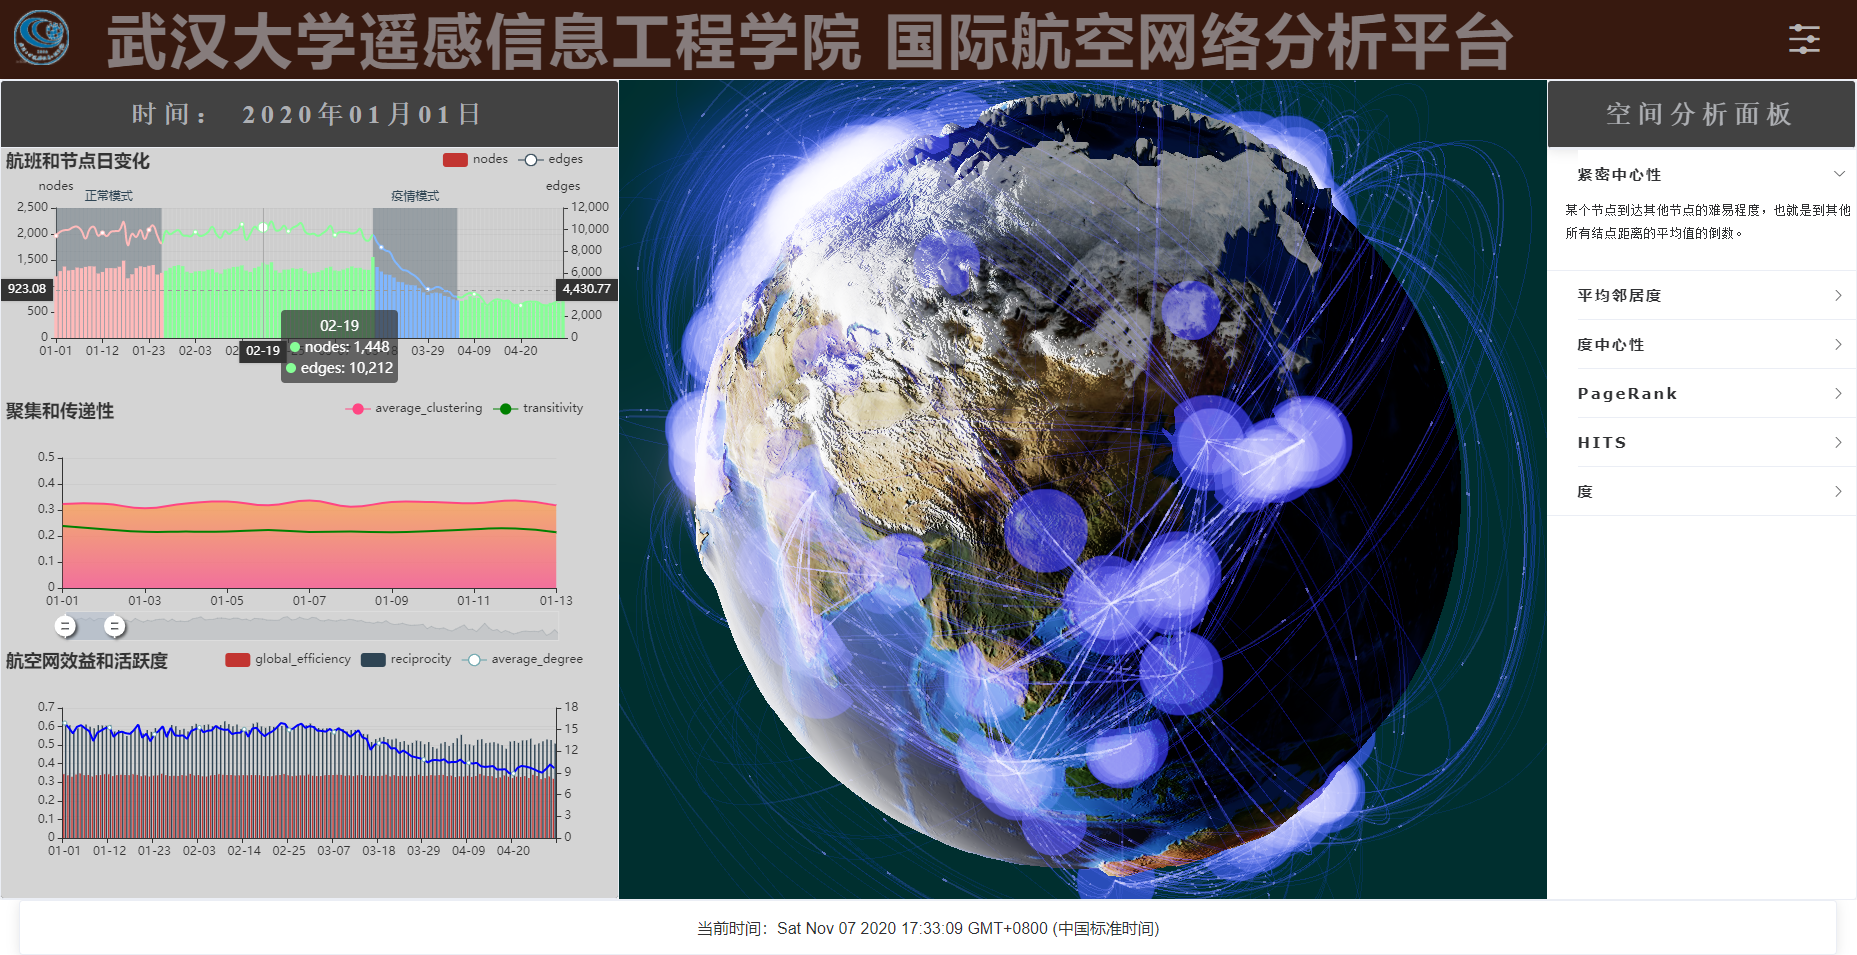 武汉大学遥感信息工程学院 国际航空网络分析平台
时间： 2020年01月01日
航班和节点日变化
nodes edges
nodes edges
正常模式 疫情模式
2,500 12,000
2,000 10,000
8,000
1,500 6,000
923.08 4,430.77
500 2,000
0 0
01-01 01-12 01-23 02-03 02-19 03-29 04-09 04-20
02-19
nodes: 1,448
edges: 10,212
聚集和传递性
average_clustering transitivity
0.5
0.4
0.3
0.2
0.1
0
01-01 01-03 01-05 01-07 01-09 01-11 01-13
航空网效益和活跃度
global_efficiency reciprocity average_degree
0.7 18
0.6 15
0.5 12
0.4 9
0.3
0.2 6
0.1 3
0 0
01-01 01-12 01-23 02-03 02-14 02-25 03-07 03-18 03-29 04-09 04-20
空间分析面板
紧密中心性
某个节点到达其他节点的难易程度，也就是到其他
所有结点距离的平均值的倒数。
平均邻居度
度中心性
PageRank
HITS
度
当前时间：Sat Nov 07 2020 17:33:09 GMT+0800 (中国标准时间)